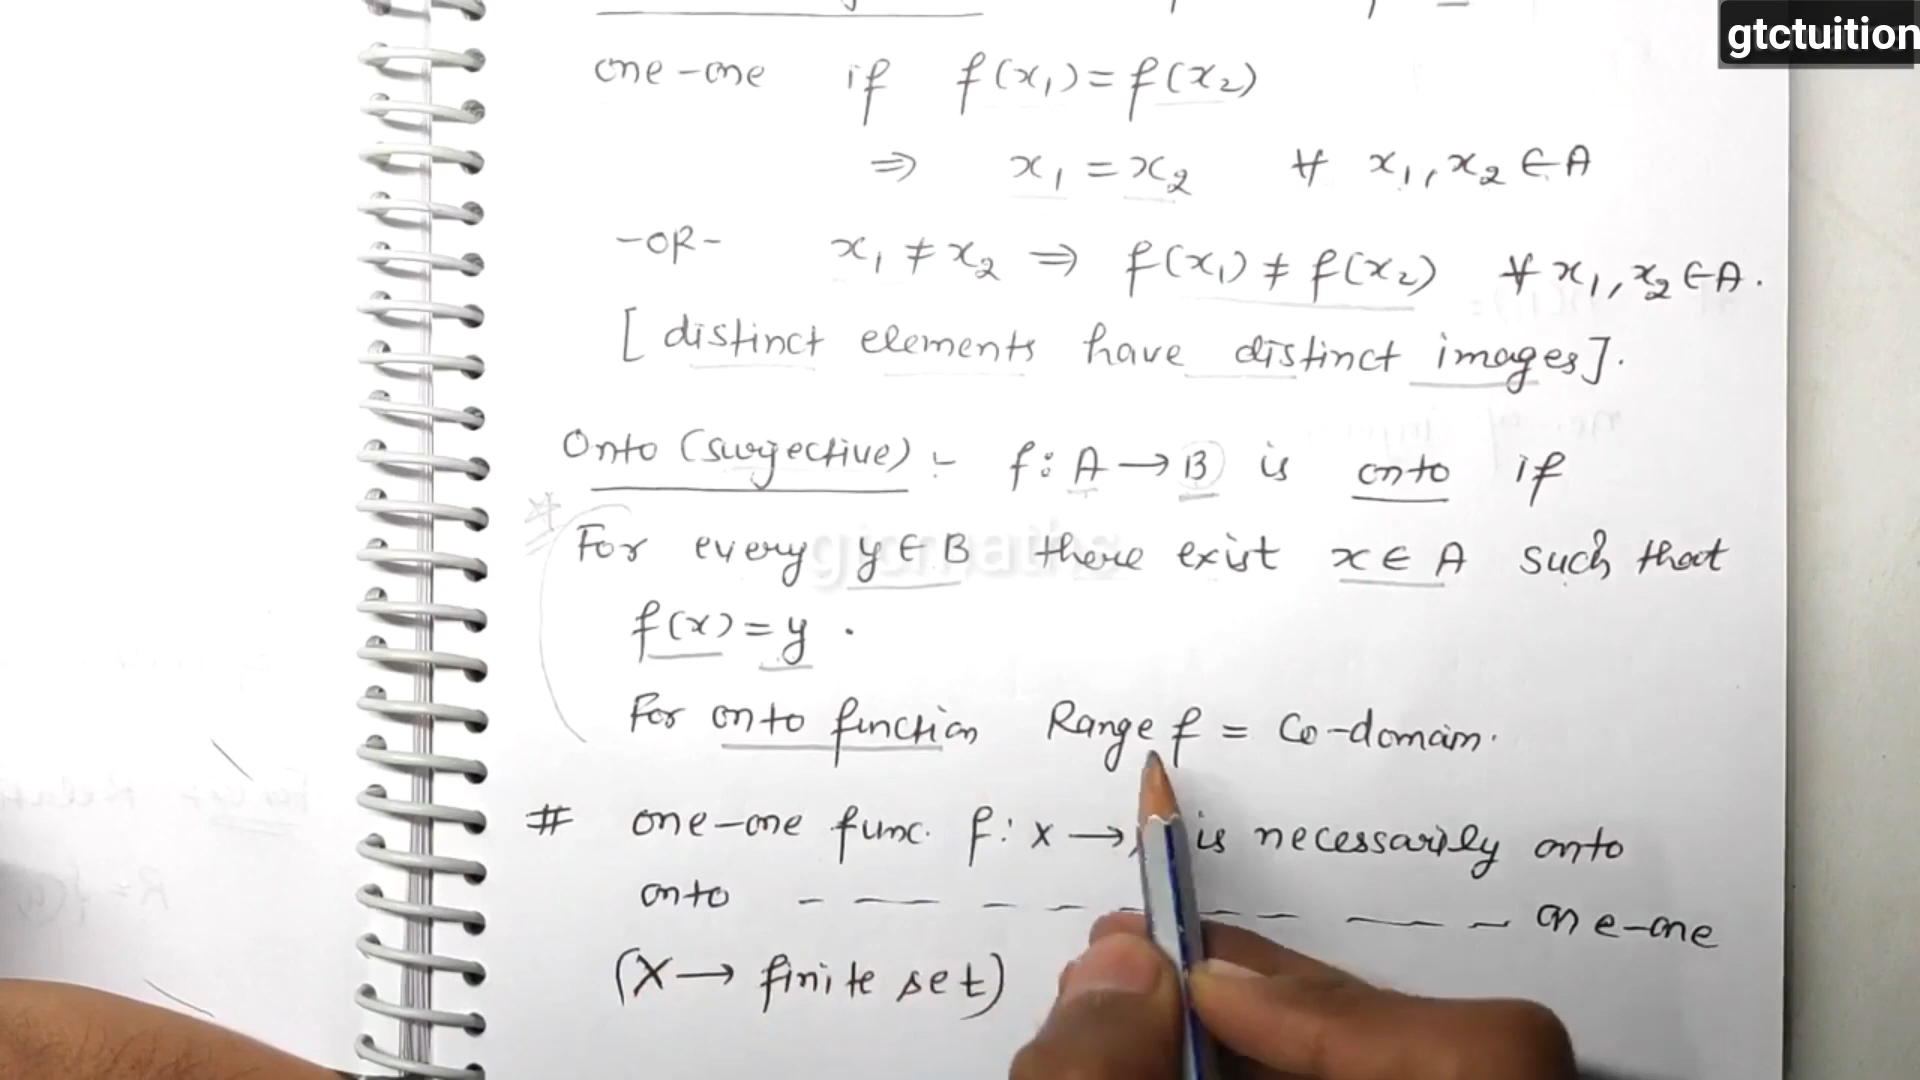 gtctuition
one-one if f(x₁) = f(x₂)
⇒ x₁ = x₂ ∀ x₁, x₂ ∈ A
-OR- x₁ ≠ x₂ ⇒ f(x₁) ≠ f(x₂) ∀ x₁, x₂ ∈ A.
[distinct elements have distinct images].
Onto (surjective) :- f: A → B is onto if
For every y ∈ B there exist x ∈ A such that
f(x) = y .
For onto function Range f = Co-domain.
# one-one func. f: X → is necessarily onto
onto - - - - - - - - - one-one
(X → finite set)